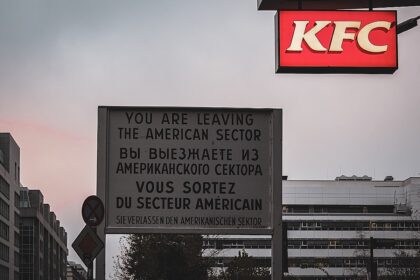 KFC
YOU ARE LEAVING
THE AMERICAN SECTOR
ВЫ ВЫЕЗЖАЕТЕ ИЗ
АМЕРИКАНСКОГО СЕКТОРА
VOUS SORTEZ
DU SECTEUR AMÉRICAIN
SIE VERLASSEN DEN AMERIKANISCHEN SEKTOR